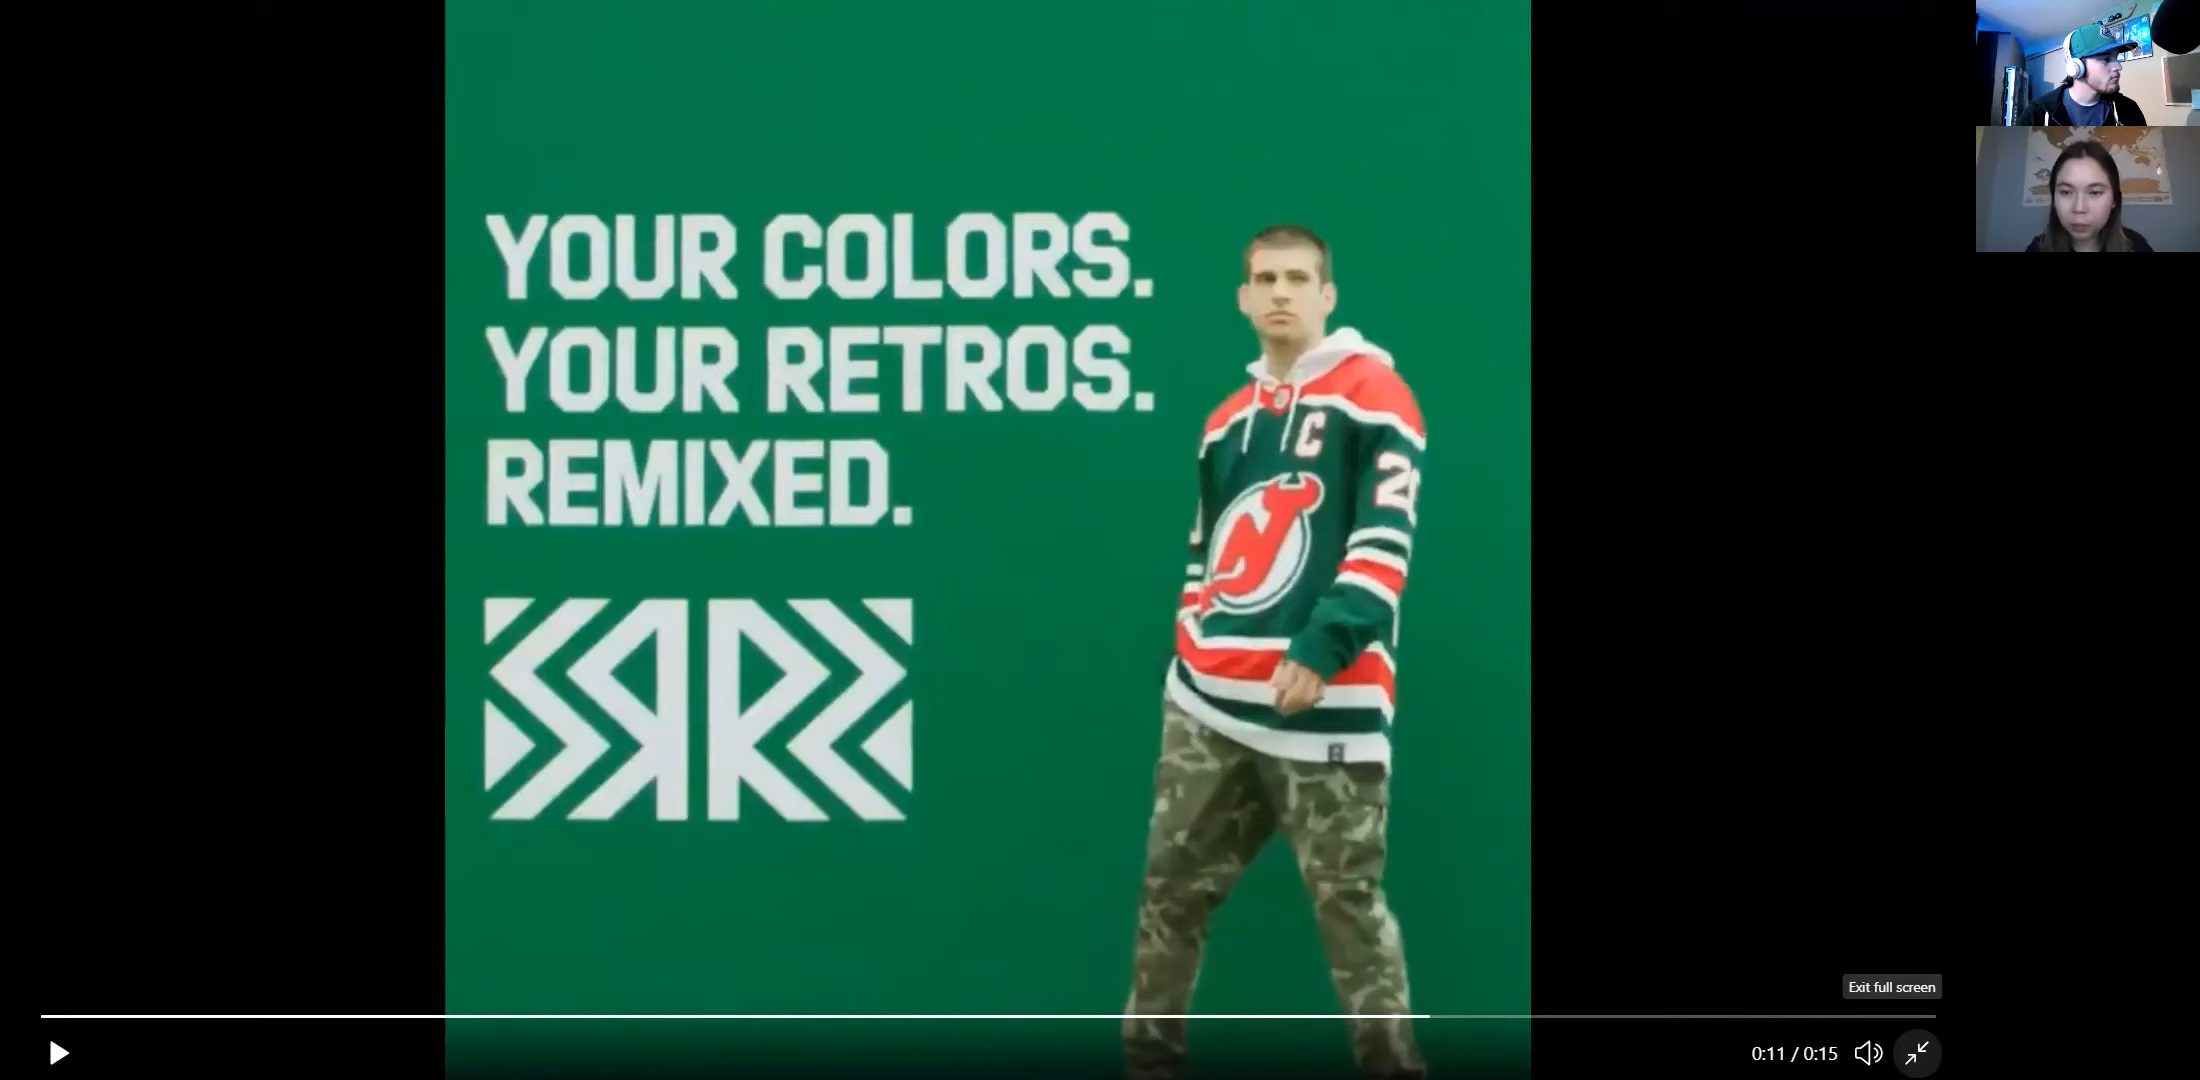 YOUR COLORS.
YOUR RETROS.
REMIXED.
C
Exit full screen
0:11 / 0:15